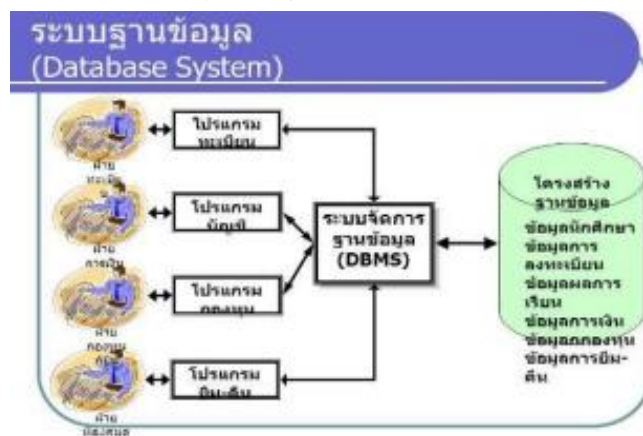 ระบบฐานข้อมูล
(Database System)
ฝ่าย
ทะเบียน
โปรแกรม
ทะเบียน
ฝ่าย
การเงิน
โปรแกรม
บัญชี
ฝ่าย
กองทุน
โปรแกรม
กองทุน
ฝ่าย
ห้องสมุด
โปรแกรม
ยืม-คืน
ระบบจัดการ
ฐานข้อมูล
(DBMS)
โครงสร้าง
ฐานข้อมูล
ข้อมูลนักศึกษา
ข้อมูลการ
ลงทะเบียน
ข้อมูลผลการ
เรียน
ข้อมูลการเงิน
ข้อมูลกองทุน
ข้อมูลการยืม-
คืน